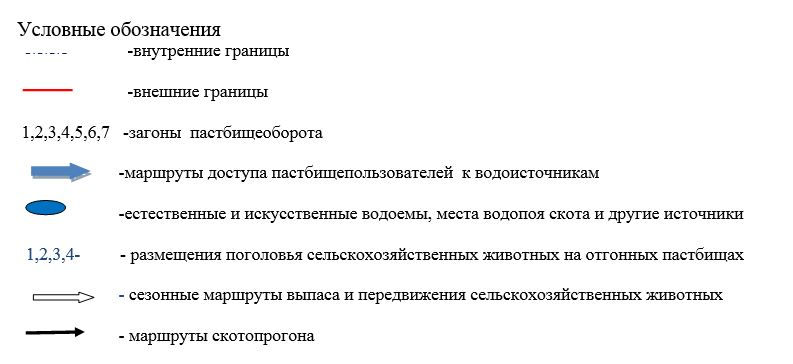 Условные обозначения
-внутренние границы
-внешние границы
1,2,3,4,5,6,7 -загоны пастбищеоборота
-маршруты доступа пастбищепользователей к водоисточникам
-естественные и искусственные водоемы, места водопоя скота и другие источники
1,2,3,4- - размещения поголовья сельскохозяйственных животных на отгонных пастбищах
- сезонные маршруты выпаса и передвижения сельскохозяйственных животных
- маршруты скотопрогона